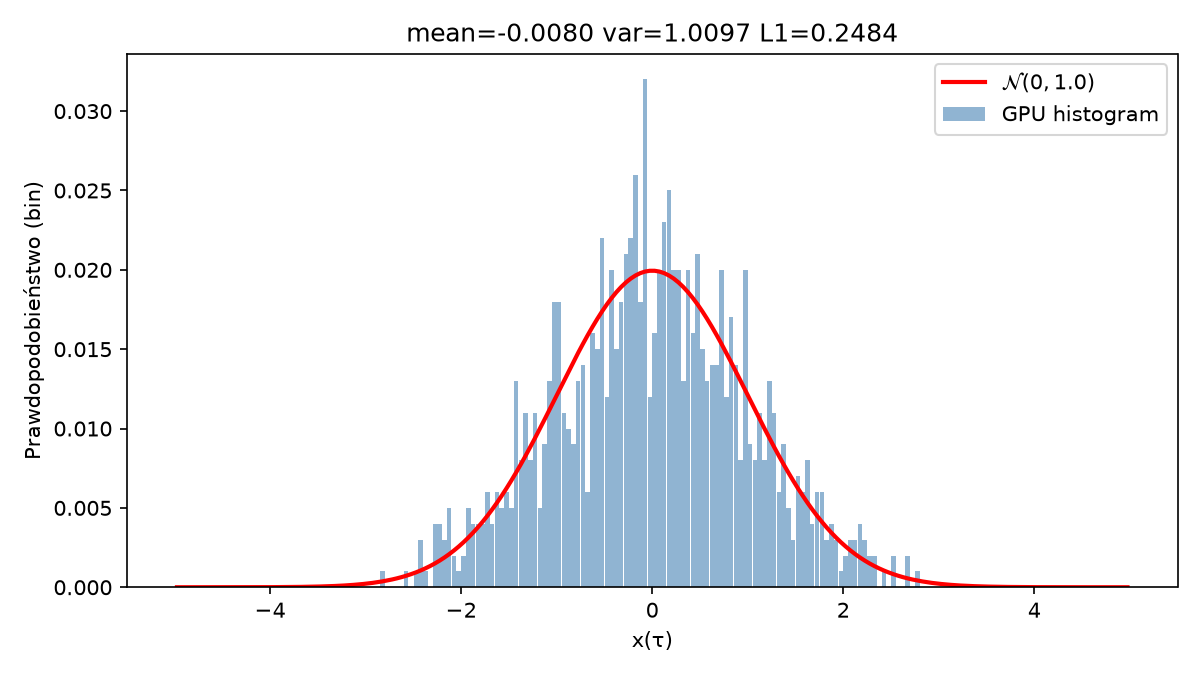 mean=-0.0080 var=1.0097 L1=0.2484
𝒩(0, 1.0)
GPU histogram
Prawdopodobieństwo (bin)
0.030
0.025
0.020
0.015
0.010
0.005
0.000
−4 −2 0 2 4
x(τ)